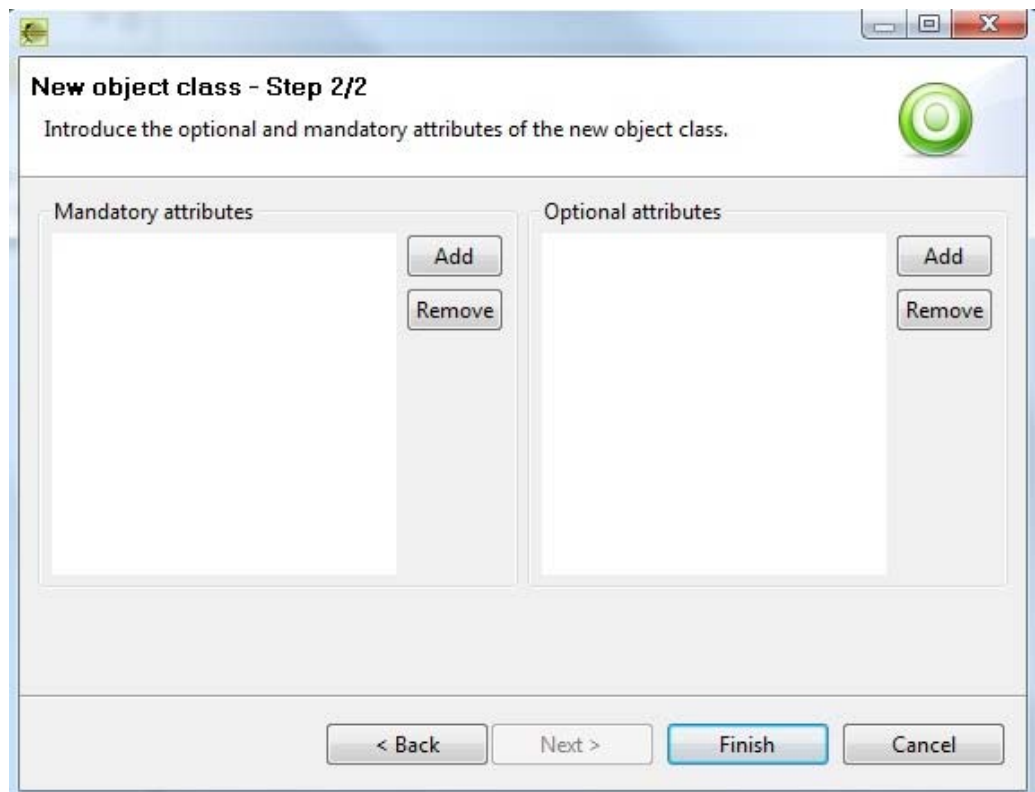 New object class - Step 2/2
Introduce the optional and mandatory attributes of the new object class.
Mandatory attributes
Add
Remove
Optional attributes
Add
Remove
< Back
Next >
Finish
Cancel